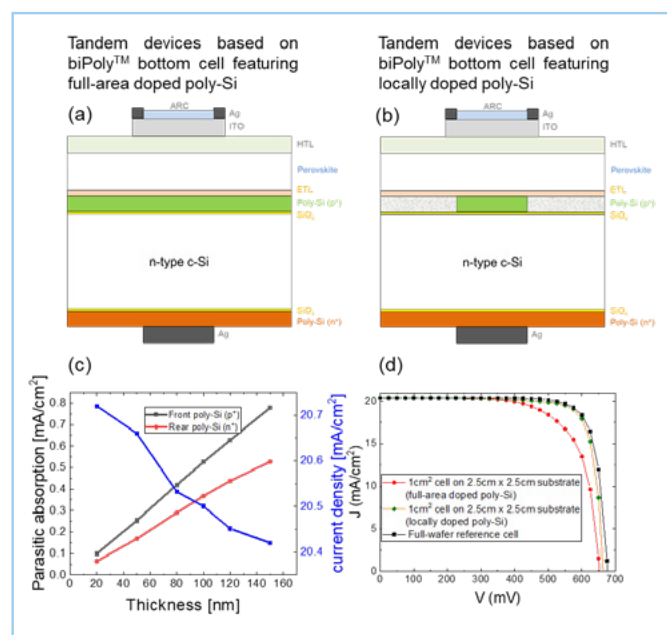 Tandem devices based on
biPoly™ bottom cell featuring
full-area doped poly-Si
Tandem devices based on
biPoly™ bottom cell featuring
locally doped poly-Si
(a)
ARC
Ag
ITO
HTL
Perovskite
ETL
Poly-Si (p⁺)
SiOₓ
n-type c-Si
SiOₓ
Poly-Si (n⁺)
Ag
(b)
ARC
Ag
ITO
HTL
Perovskite
ETL
Poly-Si (p⁺)
SiOₓ
n-type c-Si
SiOₓ
Poly-Si (n⁺)
Ag
(c)
Parasitic absorption [mA/cm²]
0.8
0.7
0.6
0.5
0.4
0.3
0.2
0.1
0.0
Front poly-Si (p⁺)
Rear poly-Si (n⁺)
20.7
20.6
20.5
20.4
current density [mA/cm²]
0 20 40 60 80 100 120 140 160
Thickness [nm]
(d)
J (mA/cm²)
20
15
10
5
0
1cm² cell on 2.5cm x 2.5cm substrate
(full-area doped poly-Si)
1cm² cell on 2.5cm x 2.5cm substrate
(locally doped poly-Si)
Full-wafer reference cell
0 100 200 300 400 500 600 700
V (mV)